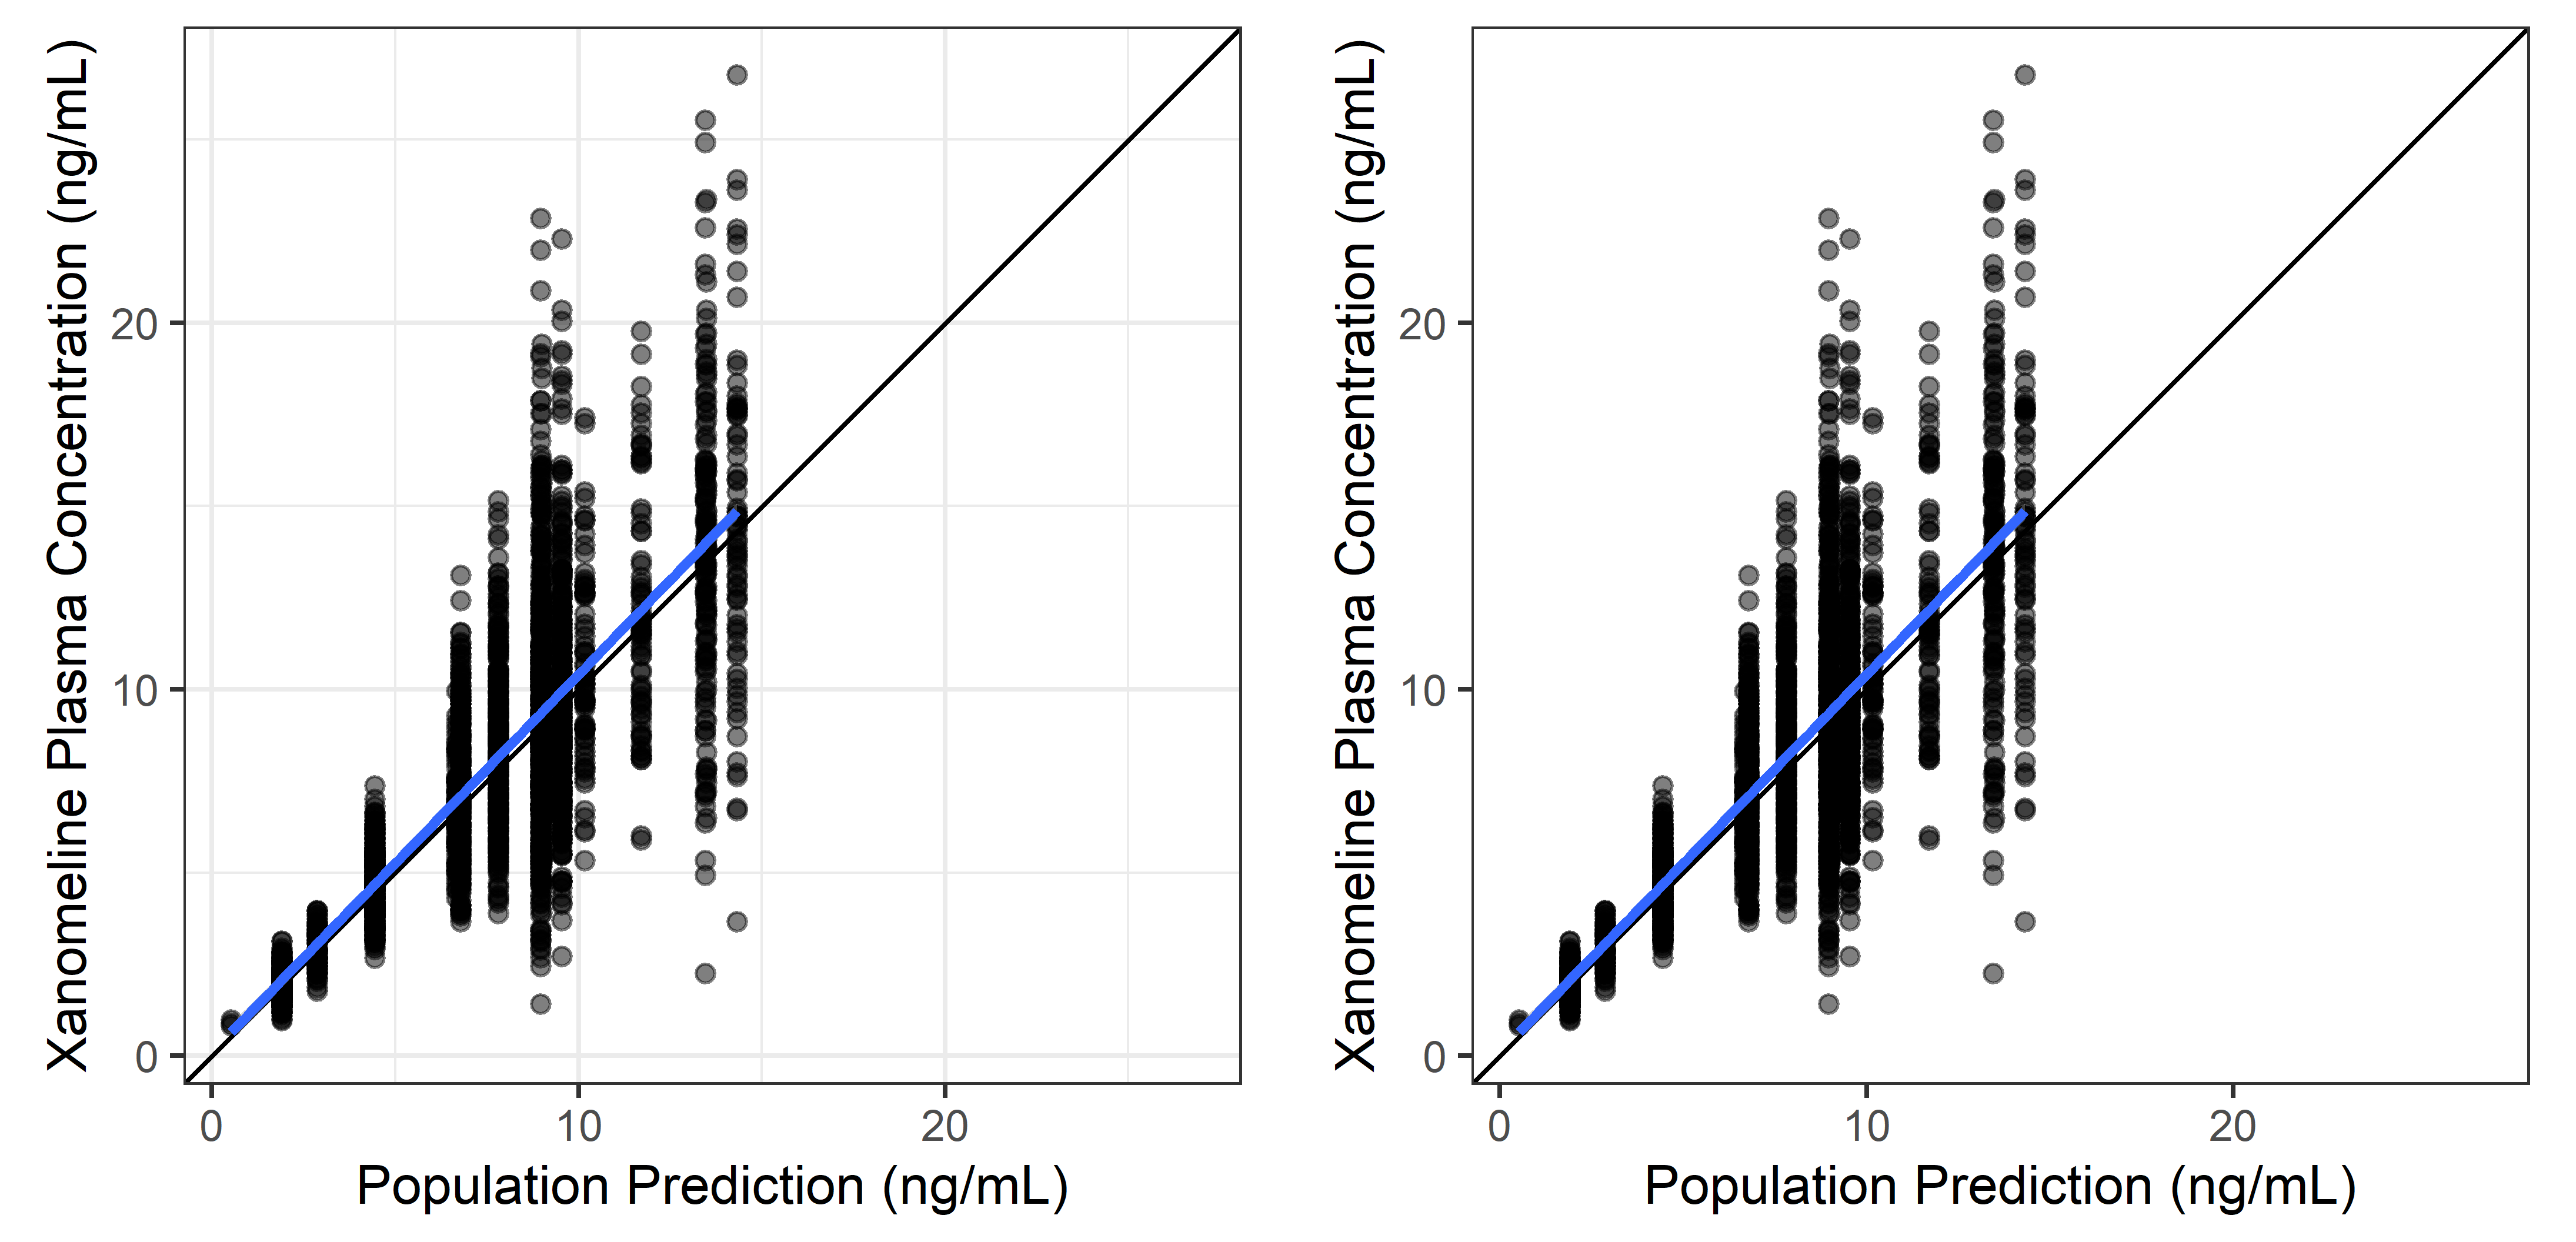 Xanomeline Plasma Concentration (ng/mL)
20
10
0
0 10 20
Population Prediction (ng/mL)
Xanomeline Plasma Concentration (ng/mL)
20
10
0
0 10 20
Population Prediction (ng/mL)